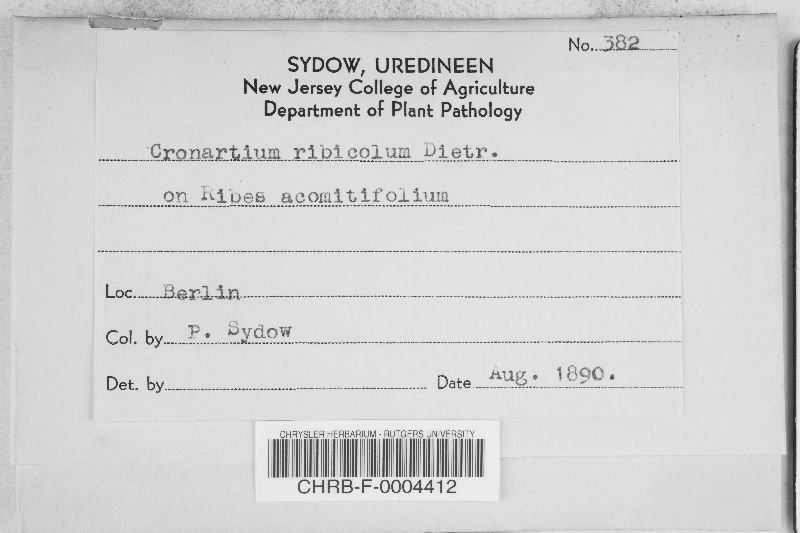 No. 382
SYDOW, UREDINEEN
New Jersey College of Agriculture
Department of Plant Pathology
Cronartium ribicolum Dietr.
on Ribes acomitifolium
Loc. Berlin
Col. by P. Sydow
Det. by
Date Aug. 1890.
CHRYSLER HERBARIUM - RUTGERS UNIVERSITY
CHRB-F-0004412